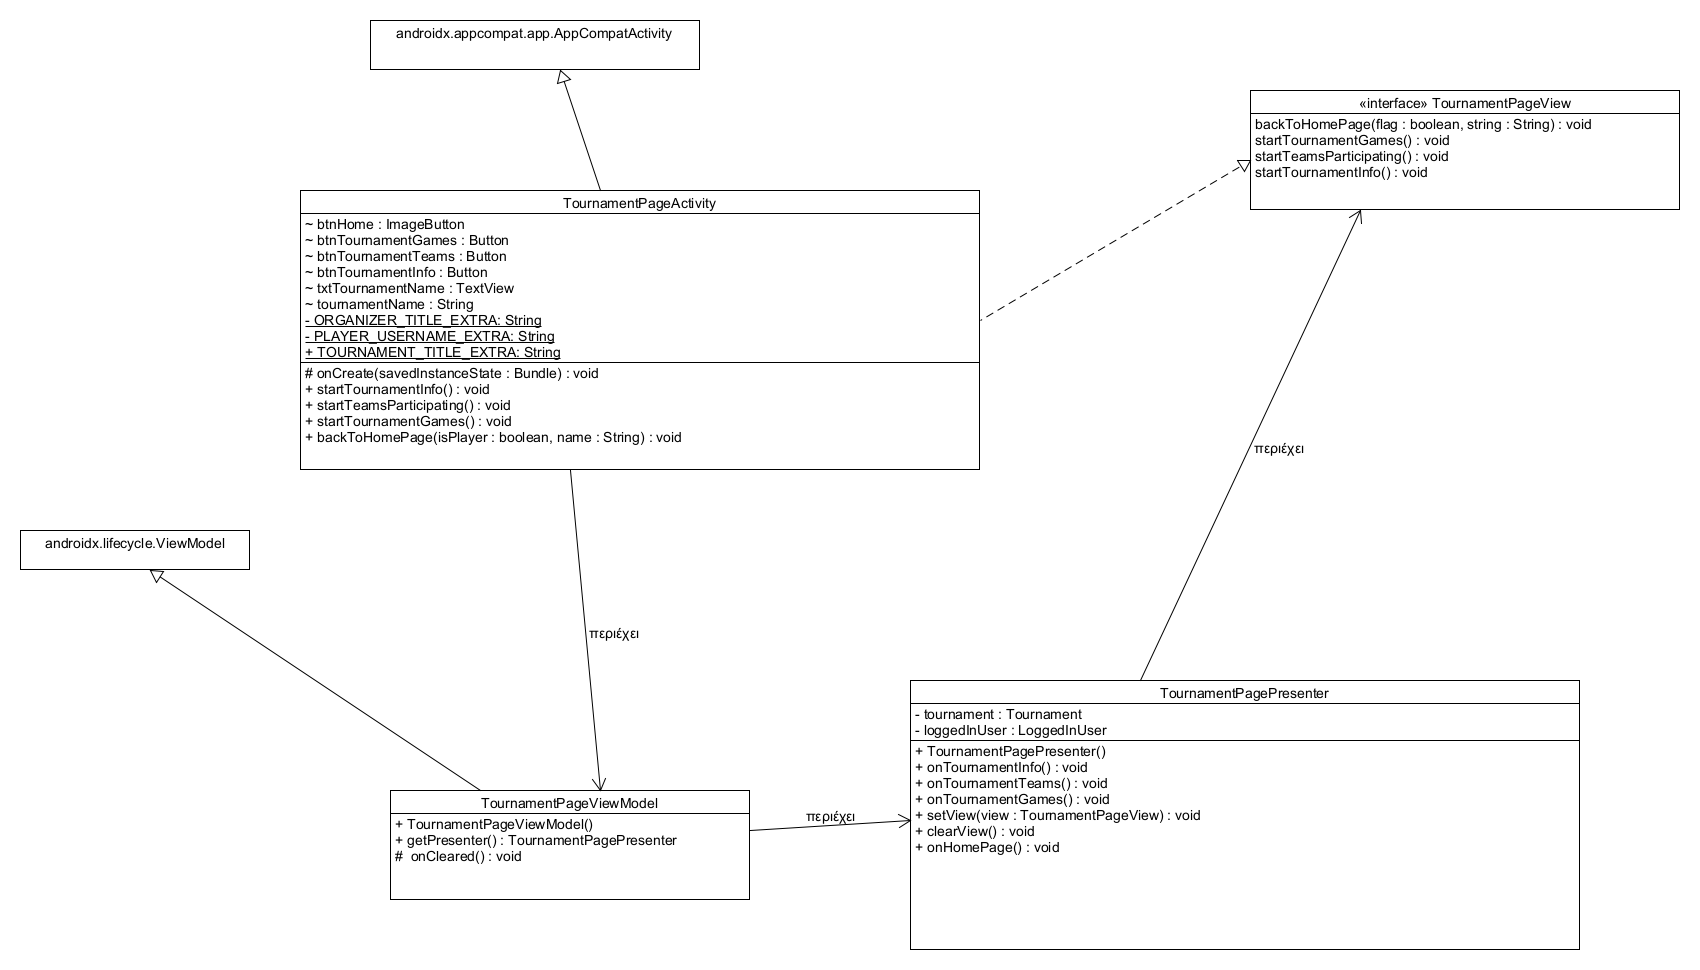 androidx.appcompat.app.AppCompatActivity
«interface» TournamentPageView
backToHomePage(flag : boolean, string : String) : void
startTournamentGames() : void
startTeamsParticipating() : void
startTournamentInfo() : void
TournamentPageActivity
~ btnHome : ImageButton
~ btnTournamentGames : Button
~ btnTournamentTeams : Button
~ btnTournamentInfo : Button
~ txtTournamentName : TextView
~ tournamentName : String
- ORGANIZER_TITLE_EXTRA: String
- PLAYER_USERNAME_EXTRA: String
+ TOURNAMENT_TITLE_EXTRA: String
# onCreate(savedInstanceState : Bundle) : void
+ startTournamentInfo() : void
+ startTeamsParticipating() : void
+ startTournamentGames() : void
+ backToHomePage(isPlayer : boolean, name : String) : void
περιέχει
androidx.lifecycle.ViewModel
περιέχει
TournamentPagePresenter
- tournament : Tournament
- loggedInUser : LoggedInUser
+ TournamentPagePresenter()
+ onTournamentInfo() : void
+ onTournamentTeams() : void
+ onTournamentGames() : void
+ setView(view : TournamentPageView) : void
+ clearView() : void
+ onHomePage() : void
TournamentPageViewModel
+ TournamentPageViewModel()
+ getPresenter() : TournamentPagePresenter
#  onCleared() : void
περιέχει